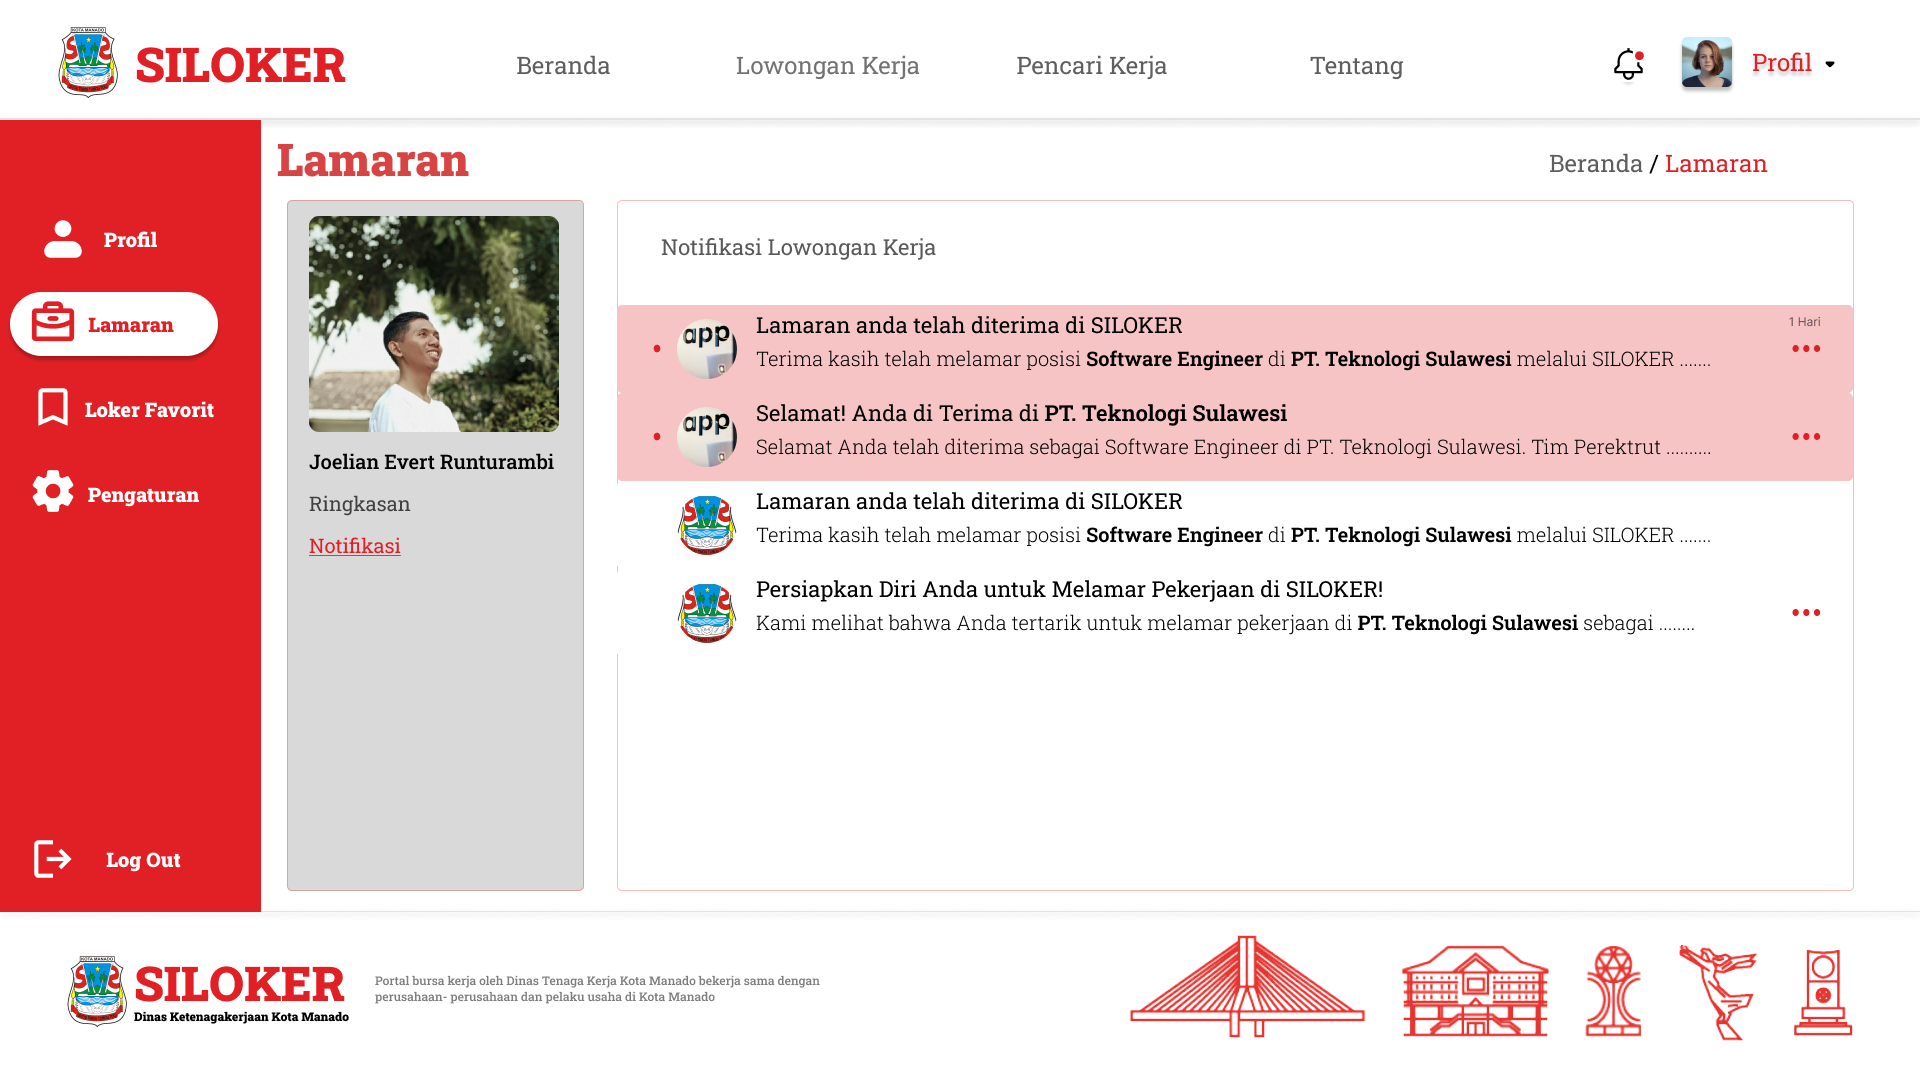 KOTA MANADO
SILOKER
Beranda
Lowongan Kerja
Pencari Kerja
Tentang
Profil
Lamaran
Beranda / Lamaran
Profil
Lamaran
Loker Favorit
Pengaturan
Log Out
Joelian Evert Runturambi
Ringkasan
Notifikasi
Notifikasi Lowongan Kerja
app
Lamaran anda telah diterima di SILOKER
1 Hari
Terima kasih telah melamar posisi Software Engineer di PT. Teknologi Sulawesi melalui SILOKER .......
app
Selamat! Anda di Terima di PT. Teknologi Sulawesi
Selamat Anda telah diterima sebagai Software Engineer di PT. Teknologi Sulawesi. Tim Perektrut ..........
Lamaran anda telah diterima di SILOKER
Terima kasih telah melamar posisi Software Engineer di PT. Teknologi Sulawesi melalui SILOKER .......
Persiapkan Diri Anda untuk Melamar Pekerjaan di SILOKER!
Kami melihat bahwa Anda tertarik untuk melamar pekerjaan di PT. Teknologi Sulawesi sebagai ........
KOTA MANADO
SILOKER
Dinas Ketenagakerjaan Kota Manado
Portal bursa kerja oleh Dinas Tenaga Kerja Kota Manado bekerja sama dengan
perusahaan- perusahaan dan pelaku usaha di Kota Manado